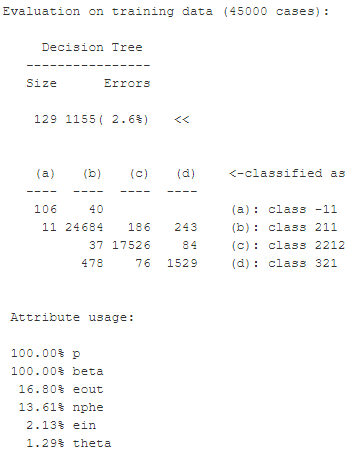 Evaluation on training data (45000 cases):
Decision Tree
----------------
Size Errors
129 1155( 2.6%) <<
(a) (b) (c) (d) <-classified as
---- ---- ---- ----
106 40 (a): class -11
11 24684 186 243 (b): class 211
37 17526 84 (c): class 2212
478 76 1529 (d): class 321
Attribute usage:
100.00% p
100.00% beta
16.80% eout
13.61% nphe
2.13% ein
1.29% theta